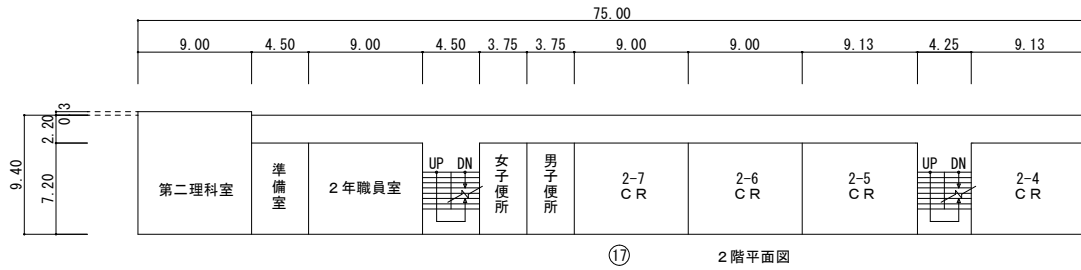 75.00
9.00 4.50 9.00 4.50 3.75 3.75 9.00 9.00 9.13 4.25 9.13
0.3
2.20
7.20
9.40
第二理科室
準備室
2年職員室
UP DN
女子便所
男子便所
2-7
CR
2-6
CR
2-5
CR
UP DN
2-4
CR
⑰ 2階平面図